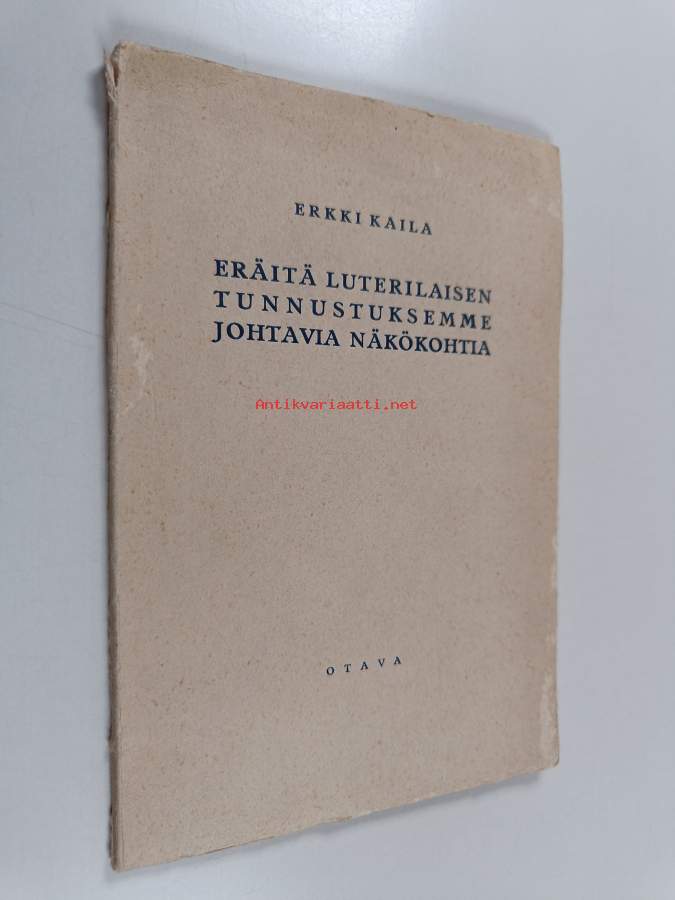 ERKKI KAILA
ERÄITÄ LUTERILAISEN
TUNNUSTUKSEMME
JOHTAVIA NÄKÖKOHTIA
Antikvariaatti.net
OTAVA